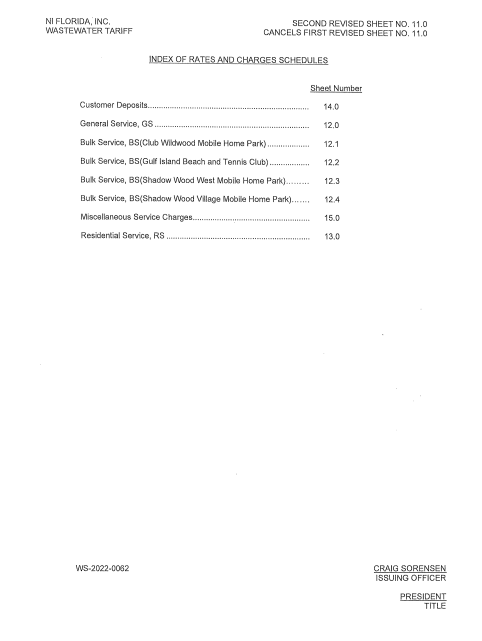 NI FLORIDA, INC.
WASTEWATER TARIFF
SECOND REVISED SHEET NO. 11.0
CANCELS FIRST REVISED SHEET NO. 11.0
INDEX OF RATES AND CHARGES SCHEDULES
Sheet Number
Customer Deposits.......................................................................... 14.0
General Service, GS ....................................................................... 12.0
Bulk Service, BS(Club Wildwood Mobile Home Park) ................... 12.1
Bulk Service, BS(Gulf Island Beach and Tennis Club) .................. 12.2
Bulk Service, BS(Shadow Wood West Mobile Home Park)......... 12.3
Bulk Service, BS(Shadow Wood Village Mobile Home Park)....... 12.4
Miscellaneous Service Charges...................................................... 15.0
Residential Service, RS .................................................................. 13.0
WS-2022-0062
CRAIG SORENSEN
ISSUING OFFICER
PRESIDENT
TITLE